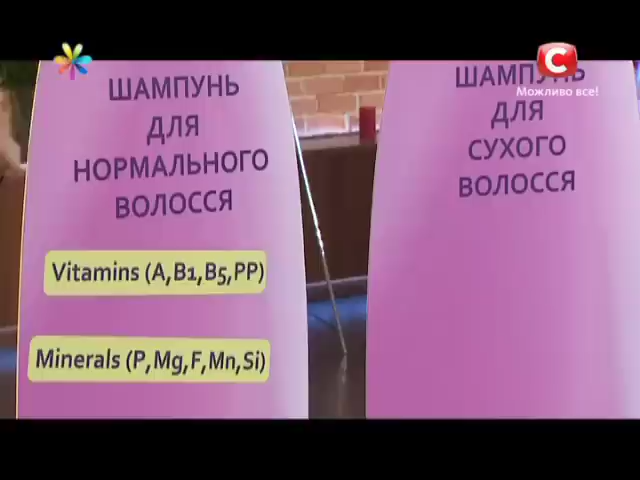 ШАМПУНЬ
ДЛЯ
НОРМАЛЬНОГО
ВОЛОССЯ
Vitamins (A,B1,B5,PP)
Minerals (P,Mg,F,Mn,Si)
ШАМПУНЬ
ДЛЯ
СУХОГО
ВОЛОССЯ
С
Можливо все!